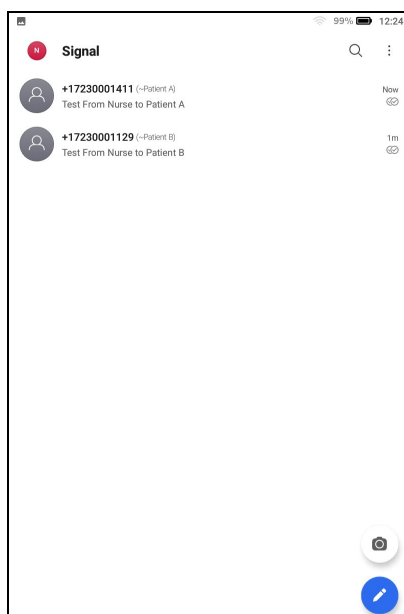 99% 12:24
N Signal
+17230001411 (~Patient A) Now
Test From Nurse to Patient A
+17230001129 (~Patient B) 1m
Test From Nurse to Patient B